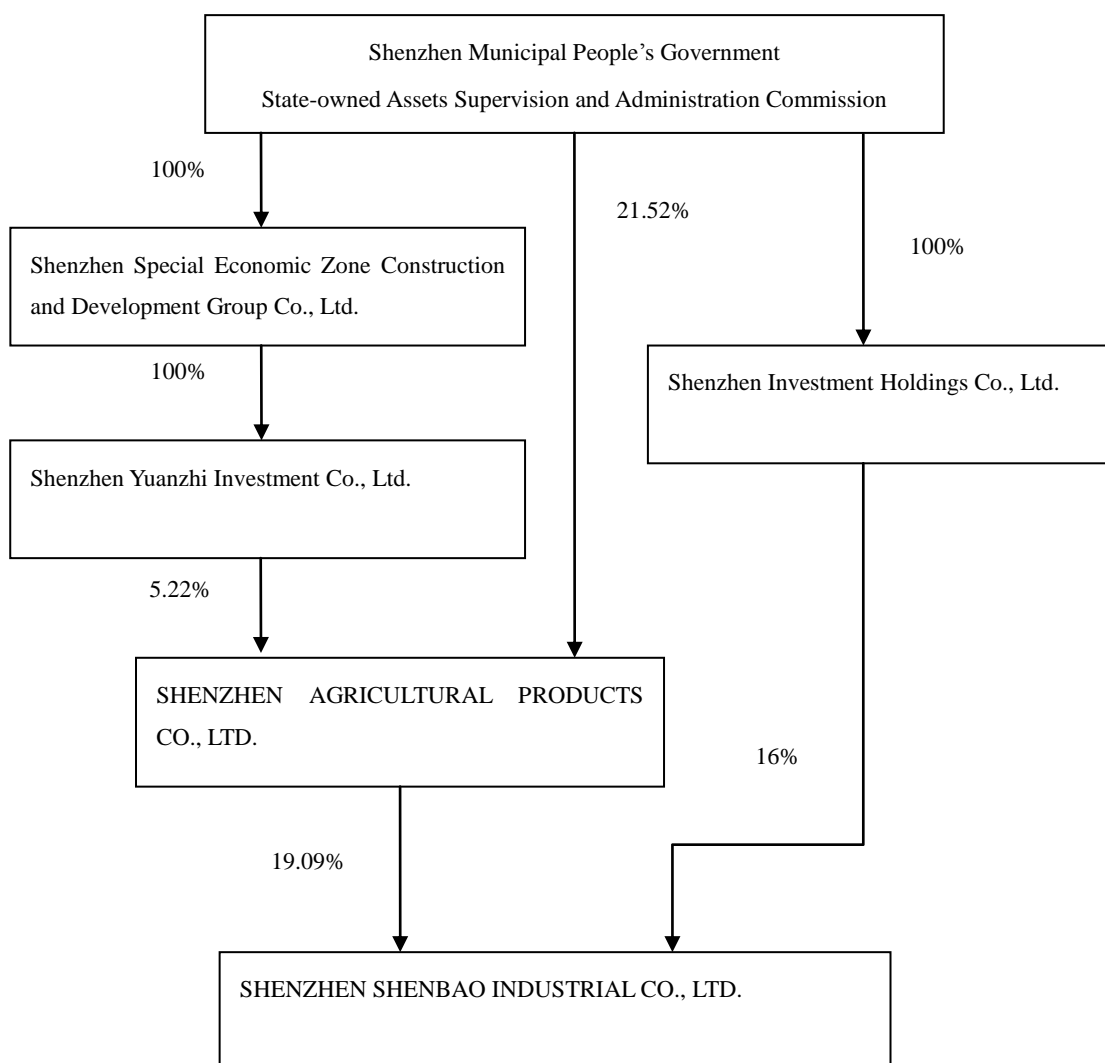 Shenzhen Municipal People’s Government
State-owned Assets Supervision and Administration Commission
100%
21.52%
100%
Shenzhen Special Economic Zone Construction
and Development Group Co., Ltd.
100%
Shenzhen Investment Holdings Co., Ltd.
Shenzhen Yuanzhi Investment Co., Ltd.
5.22%
SHENZHEN AGRICULTURAL PRODUCTS
CO., LTD.
16%
19.09%
SHENZHEN SHENBAO INDUSTRIAL CO., LTD.